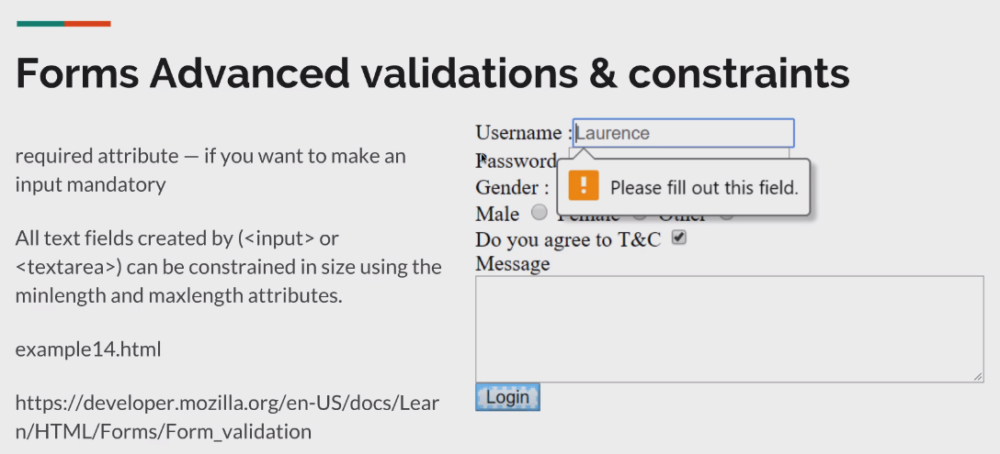 Forms Advanced validations & constraints
required attribute — if you want to make an
input mandatory
All text fields created by (<input> or
<textarea>) can be constrained in size using the
minlength and maxlength attributes.
example14.html
https://developer.mozilla.org/en-US/docs/Lear
n/HTML/Forms/Form_validation
Username : Laurence
Password
Please fill out this field.
Gender :
Male Female Other
Do you agree to T&C
Message
Login